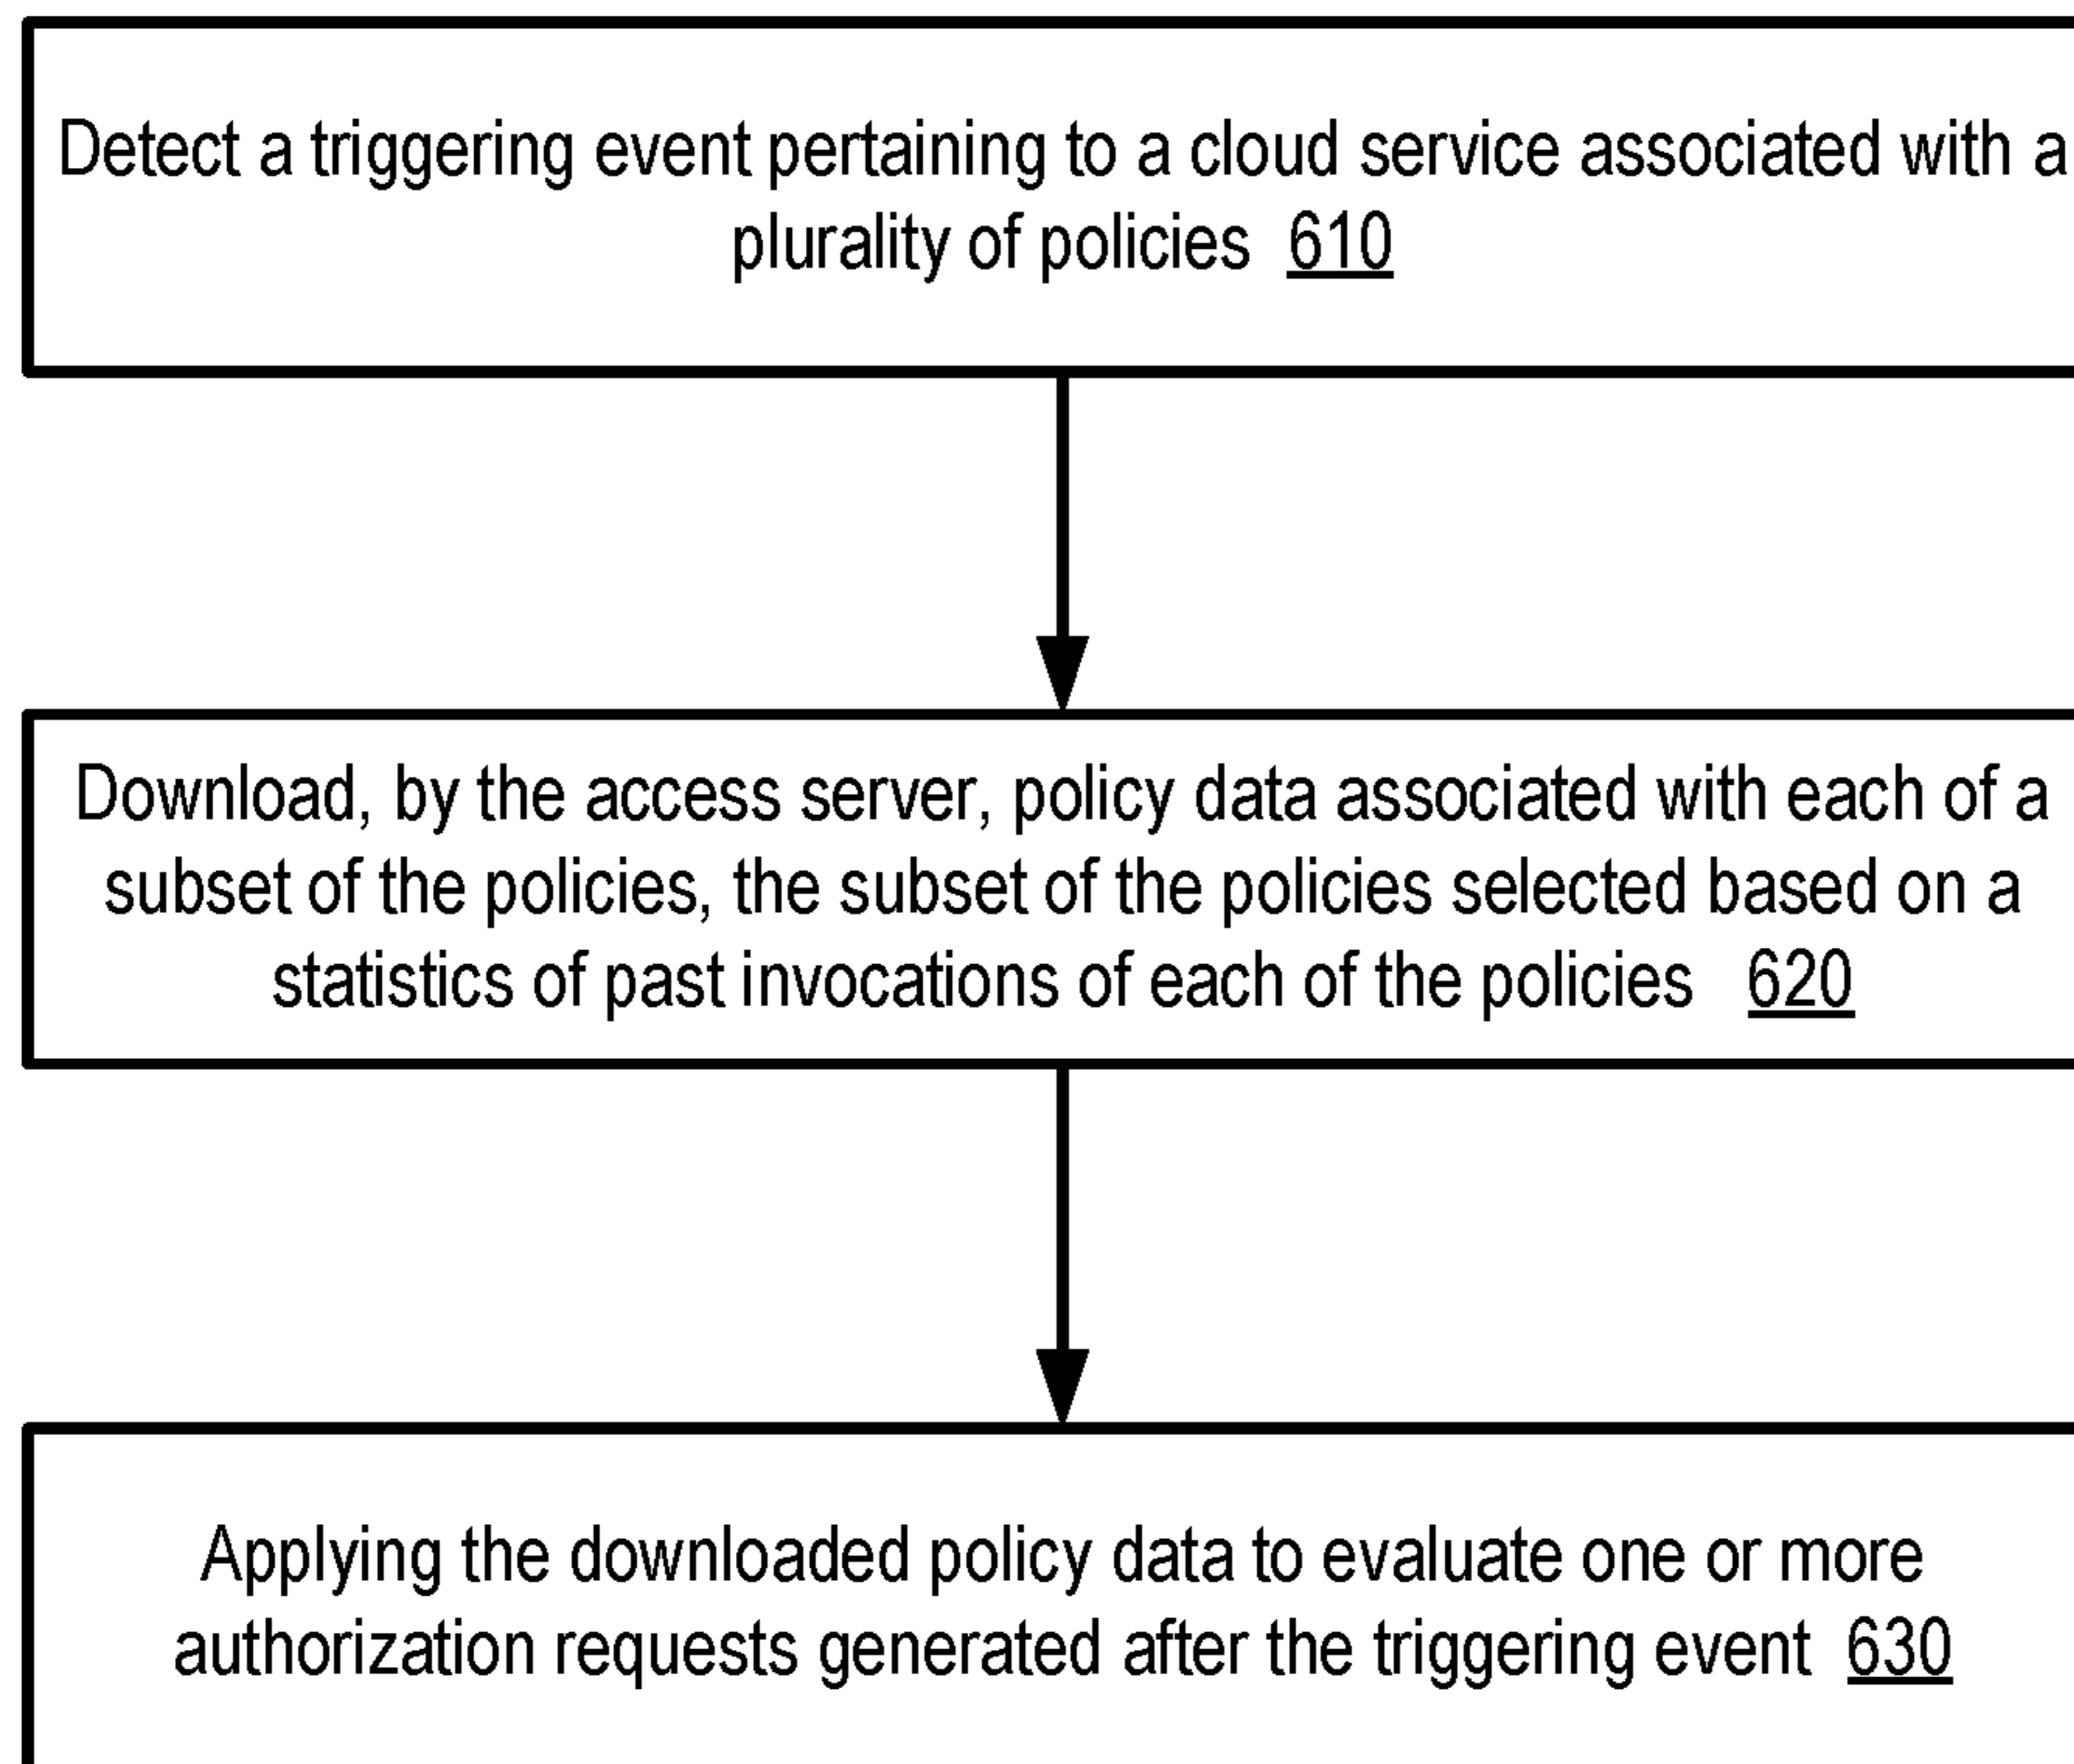 Detect a triggering event pertaining to a cloud service associated with a
plurality of policies 610
Download, by the access server, policy data associated with each of a
subset of the policies, the subset of the policies selected based on a
statistics of past invocations of each of the policies 620
Applying the downloaded policy data to evaluate one or more
authorization requests generated after the triggering event 630